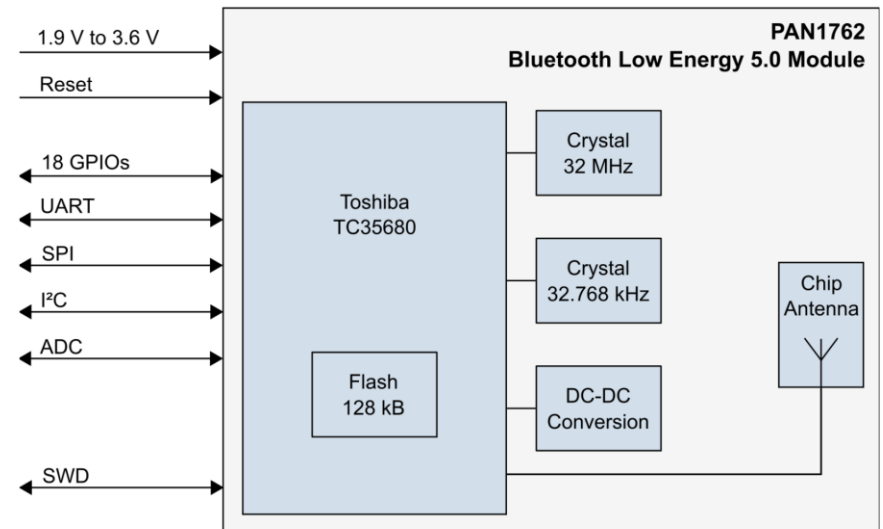 PAN1762
Bluetooth Low Energy 5.0 Module
1.9 V to 3.6 V
Reset
18 GPIOs
UART
SPI
I²C
ADC
SWD
Toshiba
TC35680
Flash
128 kB
Crystal
32 MHz
Crystal
32.768 kHz
DC-DC
Conversion
Chip
Antenna